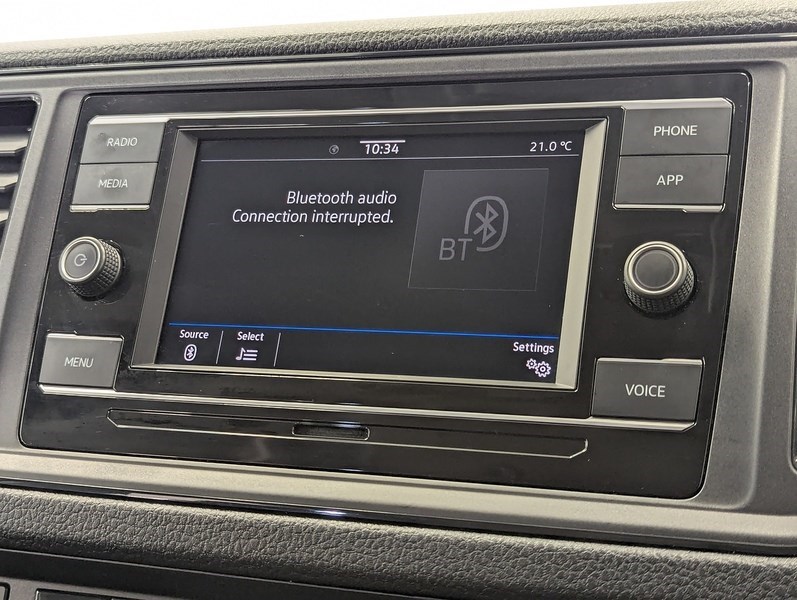 RADIO
MEDIA
MENU
10:34
21.0 °C
Bluetooth audio
Connection interrupted.
BT
Source
Select
Settings
PHONE
APP
VOICE